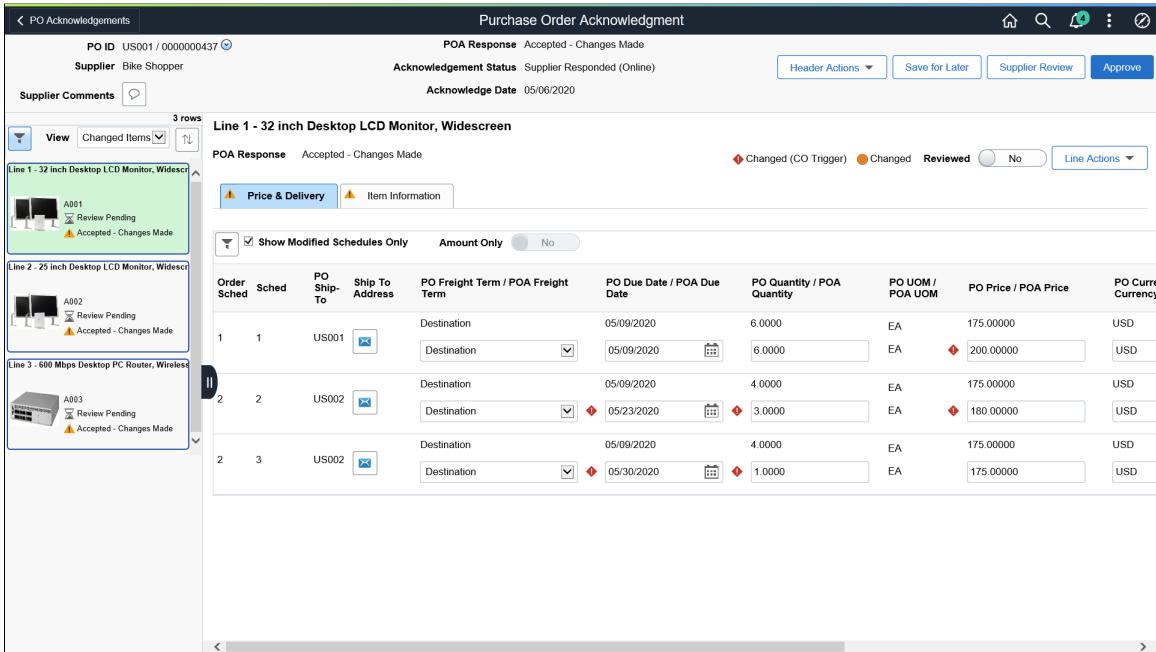 PO Acknowledgements
Purchase Order Acknowledgment
4
PO ID US001 / 0000000437
POA Response Accepted - Changes Made
Supplier Bike Shopper
Acknowledgement Status Supplier Responded (Online)
Header Actions Save for Later Supplier Review Approve
Supplier Comments
Acknowledge Date 05/06/2020
3 rows
View Changed Items
Line 1 - 32 inch Desktop LCD Monitor, Widescr
A001
Review Pending
Accepted - Changes Made
Line 2 - 25 inch Desktop LCD Monitor, Widescr
A002
Review Pending
Accepted - Changes Made
Line 3 - 600 Mbps Desktop PC Router, Wireless
A003
Review Pending
Accepted - Changes Made
Line 1 - 32 inch Desktop LCD Monitor, Widescreen
POA Response Accepted - Changes Made
Changed (CO Trigger) Changed Reviewed No Line Actions
Price & Delivery Item Information
Show Modified Schedules Only Amount Only No
Order Sched Sched PO Ship-To Ship To Address PO Freight Term / POA Freight Term PO Due Date / POA Due Date PO Quantity / POA Quantity PO UOM / POA UOM PO Price / POA Price PO Curre Currency
Destination 05/09/2020 6.0000 EA 175.00000 USD
1 1 US001
Destination 05/09/2020 6.0000 EA 200.00000 USD
Destination 05/09/2020 4.0000 EA 175.00000 USD
2 2 US002
Destination 05/23/2020 3.0000 EA 180.00000 USD
Destination 05/09/2020 4.0000 EA 175.00000 USD
2 3 US002
Destination 05/30/2020 1.0000 EA 175.00000 USD